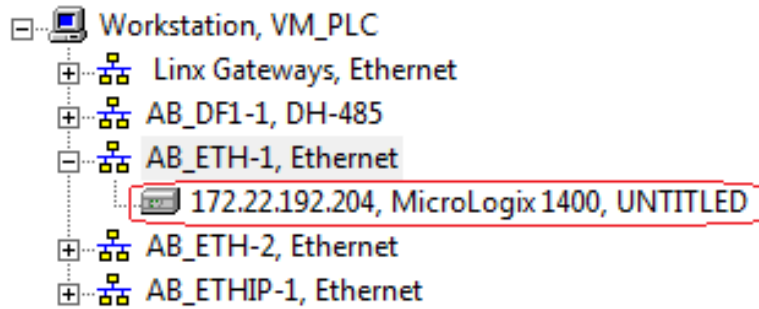 Workstation, VM_PLC
Linx Gateways, Ethernet
AB_DF1-1, DH-485
AB_ETH-1, Ethernet
172.22.192.204, MicroLogix 1400, UNTITLED
AB_ETH-2, Ethernet
AB_ETHIP-1, Ethernet